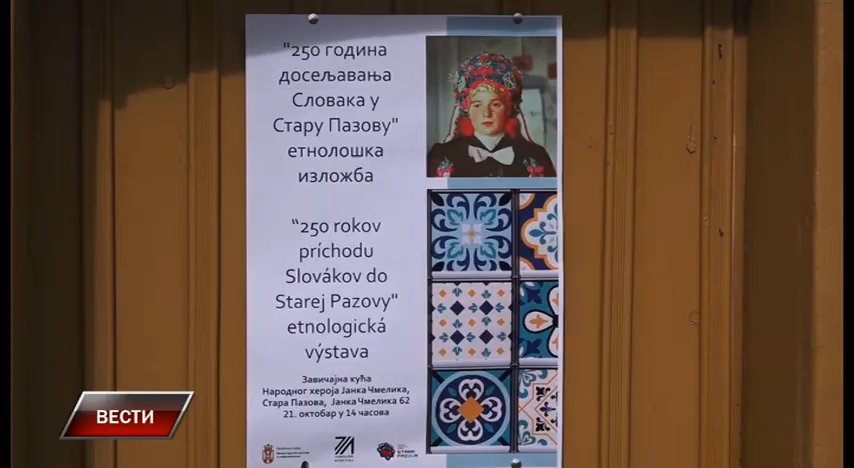 "250 година
досељавања
Словака у
Стару Пазову"
етнолошка
изложба
"250 rokov
príchodu
Slovákov do
Starej Pazovy"
etnologická
výstava
Завичајна кућа
Народног хероја Јанка Чмелика,
Стара Пазова, Јанка Чмелика 62
21. октобар у 14 часова
ВЕСТИ